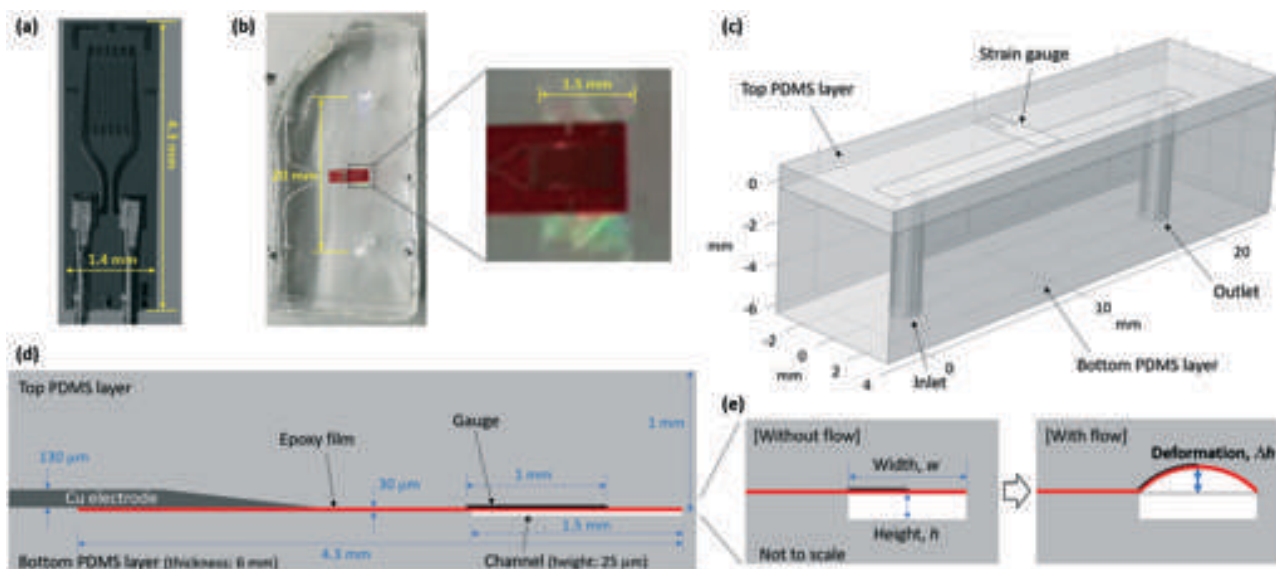 (a)
4.3 mm
1.4 mm
(b)
20 mm
1.5 mm
(c)
Strain gauge
Top PDMS layer
0
-2
mm
-4
-6
-2
0
mm
2
4
Inlet
0
10
mm
20
Outlet
Bottom PDMS layer
(d)
Top PDMS layer
1 mm
Epoxy film
Gauge
130 μm
Cu electrode
30 μm
1 mm
1.5 mm
4.3 mm
Bottom PDMS layer (thickness: 6 mm)
Channel (hwight: 25 μm)
(e)
[Without flow]
Width, w
Height, h
Not to scale
[With flow]
Deformation, Δh